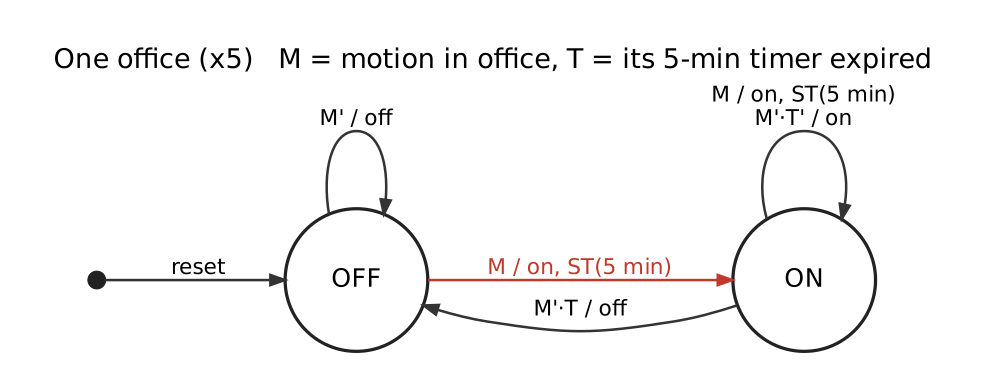 One office (x5)   M = motion in office, T = its 5-min timer expired
M / on, ST(5 min)
M'·T' / on
M' / off
reset
OFF
M / on, ST(5 min)
ON
M'·T / off